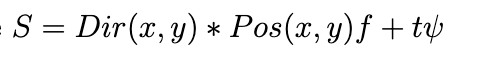 S = Dir(x, y) ∗ Pos(x, y)f + tψ